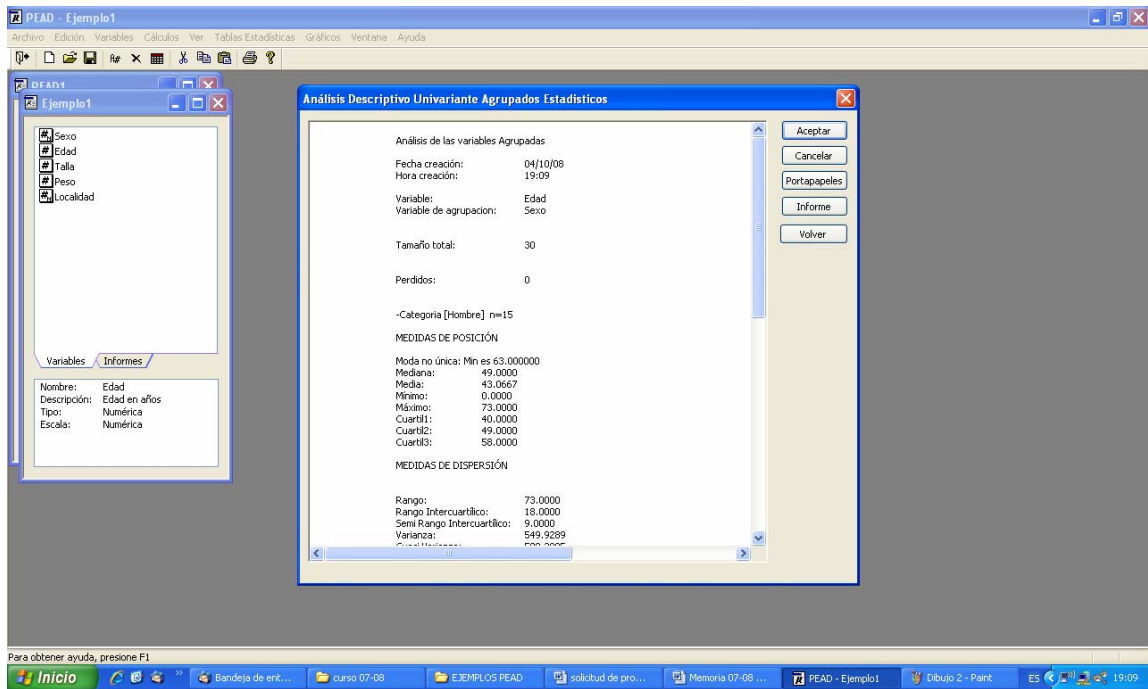 PEAD - Ejemplo1
Archivo Edición Variables Cálculos Ver Tablas Estadísticas Gráficos Ventana Ayuda
PEAD1
Ejemplo1
Sexo
Edad
Talla
Peso
Localidad
Variables Informes
Nombre: Edad
Descripción: Edad en años
Tipo: Numérica
Escala: Numérica
Análisis Descriptivo Univariante Agrupados Estadisticos
Análisis de las variables Agrupadas
Fecha creación: 04/10/08
Hora creación: 19:09
Variable: Edad
Variable de agrupacion: Sexo
Tamaño total: 30
Perdidos: 0
-Categoria [Hombre] n=15
MEDIDAS DE POSICIÓN
Moda no única: Min es 63.000000
Mediana: 49.0000
Media: 43.0667
Mínimo: 0.0000
Máximo: 73.0000
Cuartil1: 40.0000
Cuartil2: 49.0000
Cuartil3: 58.0000
MEDIDAS DE DISPERSIÓN
Rango: 73.0000
Rango Intercuartílico: 18.0000
Semi Rango Intercuartílico: 9.0000
Varianza: 549.9289
Aceptar
Cancelar
Portapapeles
Informe
Volver
Para obtener ayuda, presione F1
Inicio
Bandeja de ent...
curso 07-08
EJEMPLOS PEAD
solicitud de pro...
Memoria 07-08 ...
PEAD - Ejemplo1
Dibujo 2 - Paint
ES
19:09